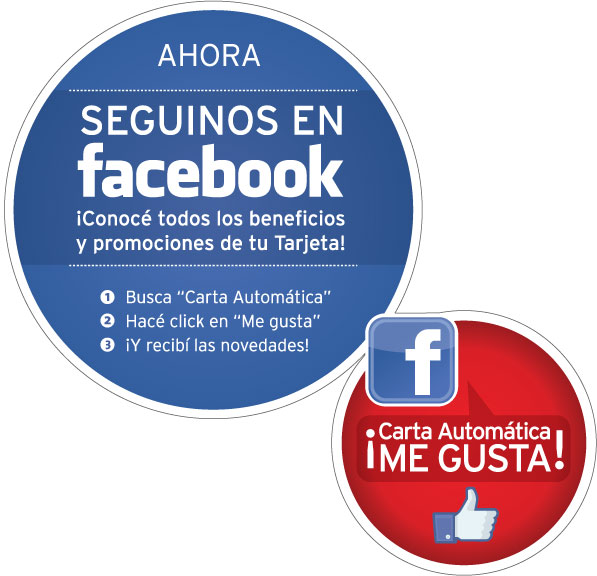 AHORA
SEGUINOS EN
facebook
¡Conocé todos los beneficios
y promociones de tu Tarjeta!
1 Busca “Carta Automática”
2 Hacé click en “Me gusta”
3 ¡Y recibí las novedades!
f
Carta Automática
¡ME GUSTA!